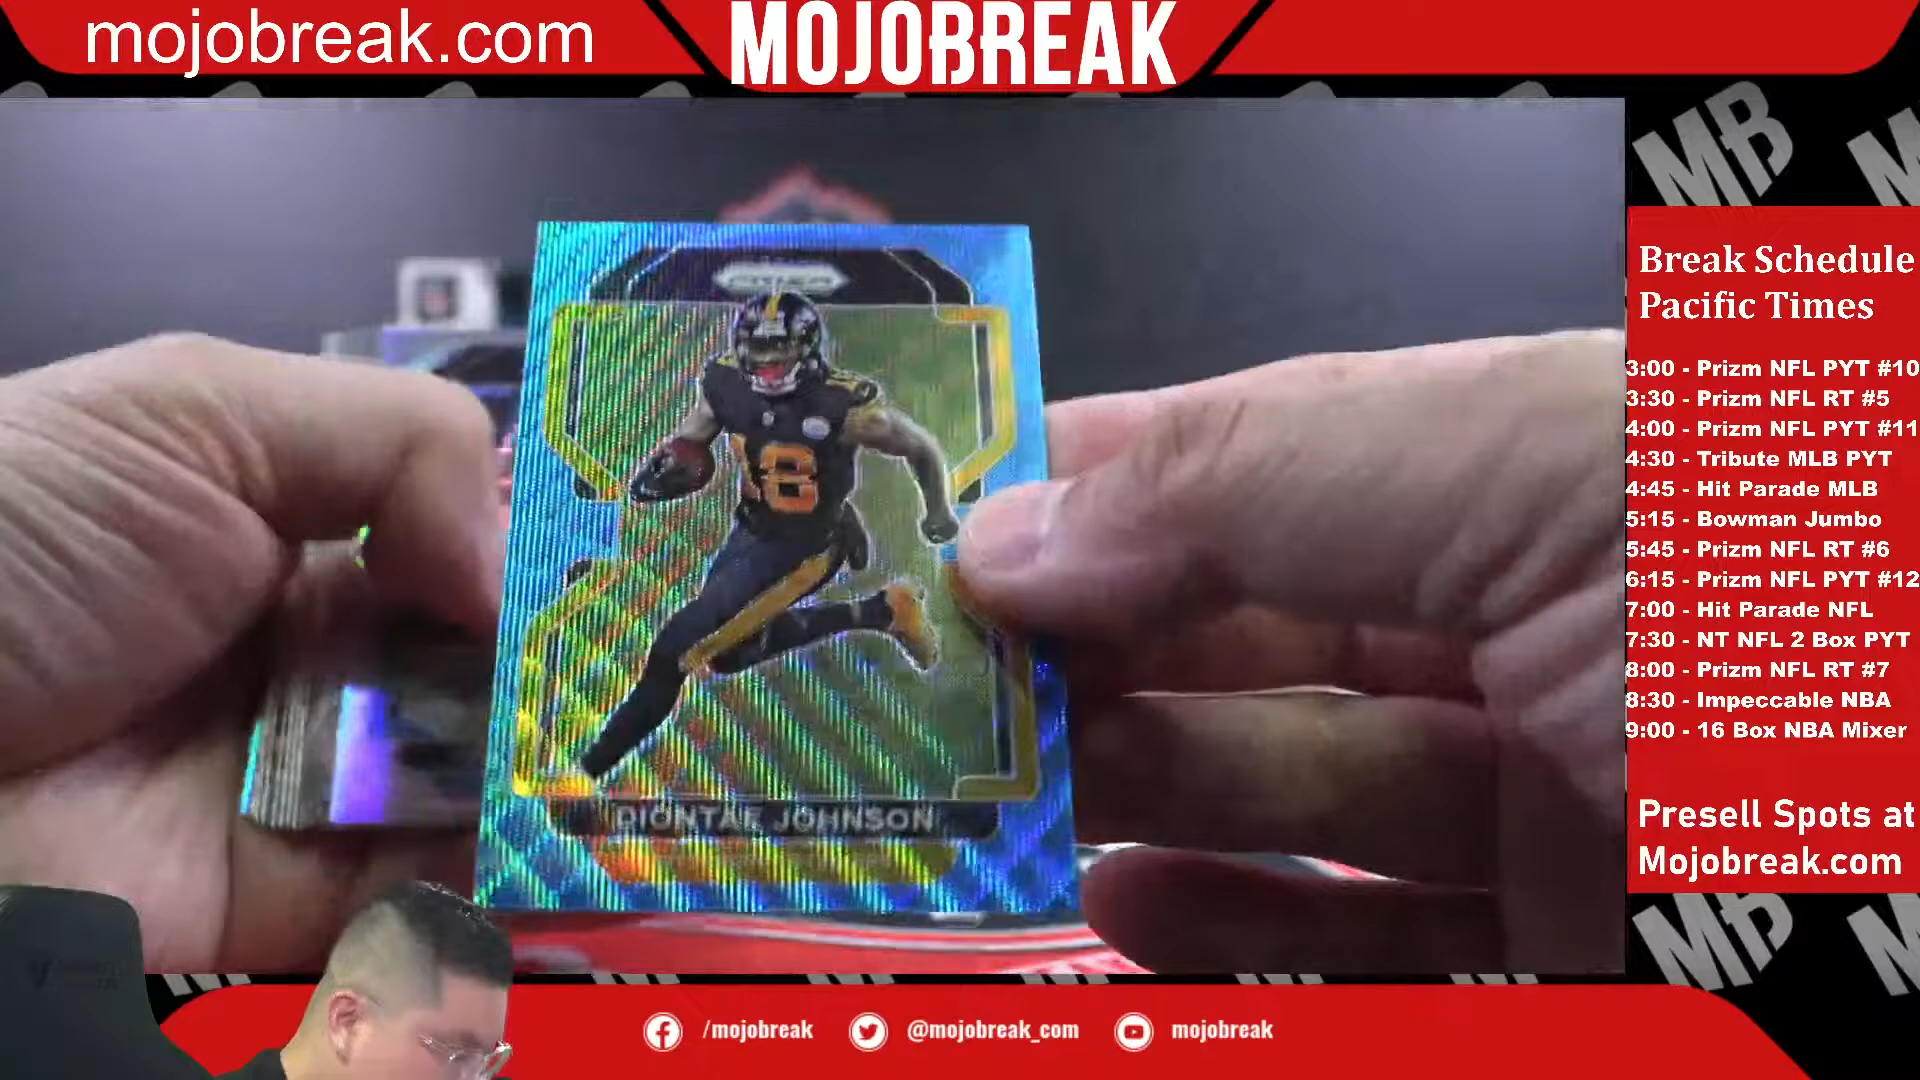 mojobreak.com
MOJOBREAK
MB
PRIZM
18
DIONTAE JOHNSON
Break Schedule
Pacific Times
3:00 - Prizm NFL PYT #10
3:30 - Prizm NFL RT #5
4:00 - Prizm NFL PYT #11
4:30 - Tribute MLB PYT
4:45 - Hit Parade MLB
5:15 - Bowman Jumbo
5:45 - Prizm NFL RT #6
6:15 - Prizm NFL PYT #12
7:00 - Hit Parade NFL
7:30 - NT NFL 2 Box PYT
8:00 - Prizm NFL RT #7
8:30 - Impeccable NBA
9:00 - 16 Box NBA Mixer
Presell Spots at
Mojobreak.com
MB
/mojobreak
@mojobreak_com
mojobreak